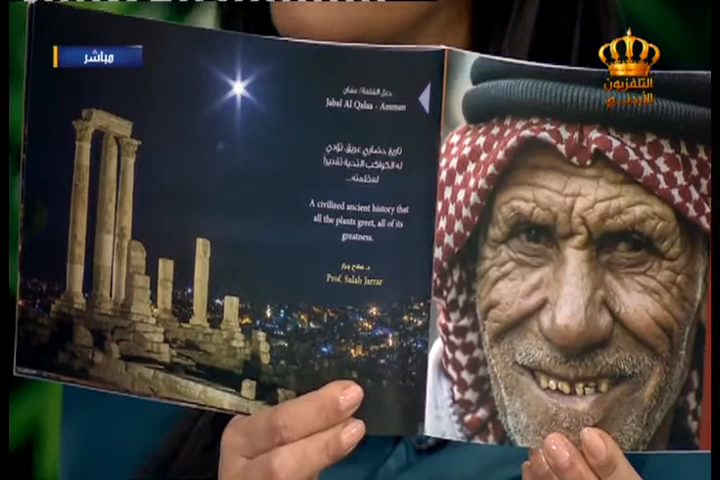 مباشر
التلفزيون
الأردني
جبل القلعة/ عمان
Jabal Al Qalaa - Amman
تاريخ حضاري عريق، تؤدي
له الكواكب التحية تقديراً
لعظمته...
A civilized ancient history that
all the plants greet, all of its
greatness.
د. صلاح جرار
Prof. Salah Jarrar